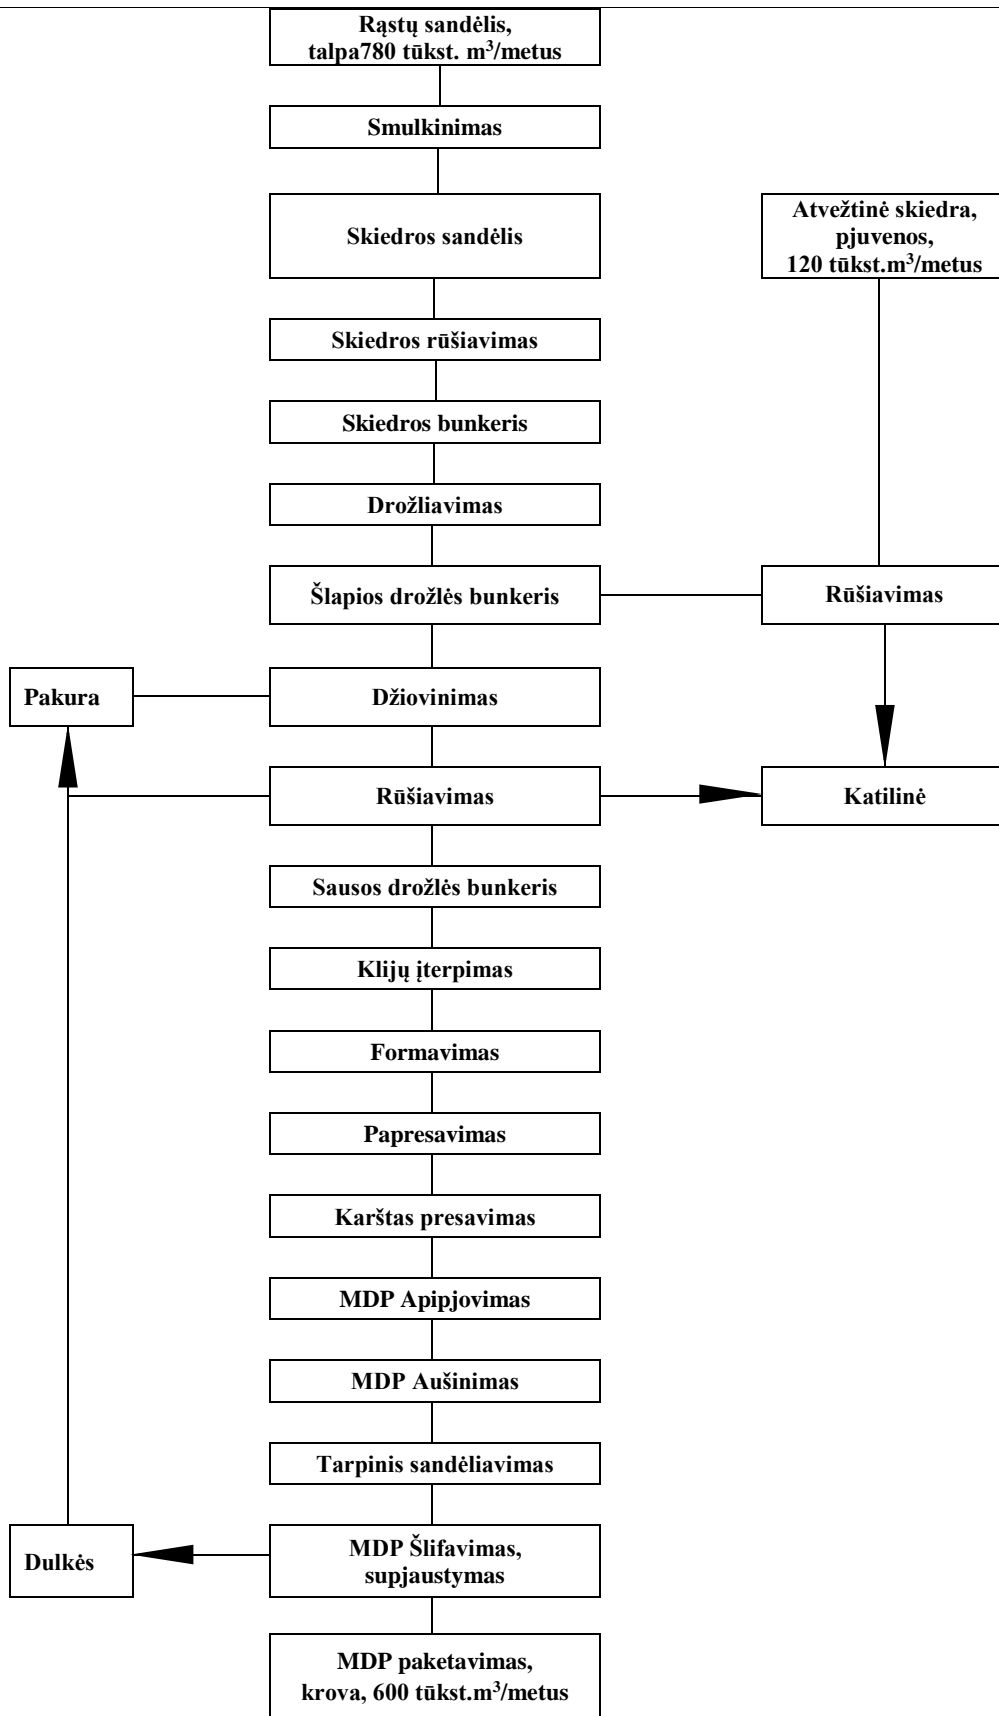 Rąstų sandėlis,
talpa780 tūkst. m³/metus
Smulkinimas
Skiedros sandėlis
Atvežtinė skiedra,
pjuvenos,
120 tūkst.m³/metus
Skiedros rūšiavimas
Skiedros bunkeris
Drožliavimas
Šlapios drožlės bunkeris
Rūšiavimas
Pakura
Džiovinimas
Rūšiavimas
Katilinė
Sausos drožlės bunkeris
Klijų įterpimas
Formavimas
Papresavimas
Karštas presavimas
MDP Apipjovimas
MDP Aušinimas
Tarpinis sandėliavimas
Dulkės
MDP Šlifavimas,
supjaustymas
MDP paketavimas,
krova, 600 tūkst.m³/metus